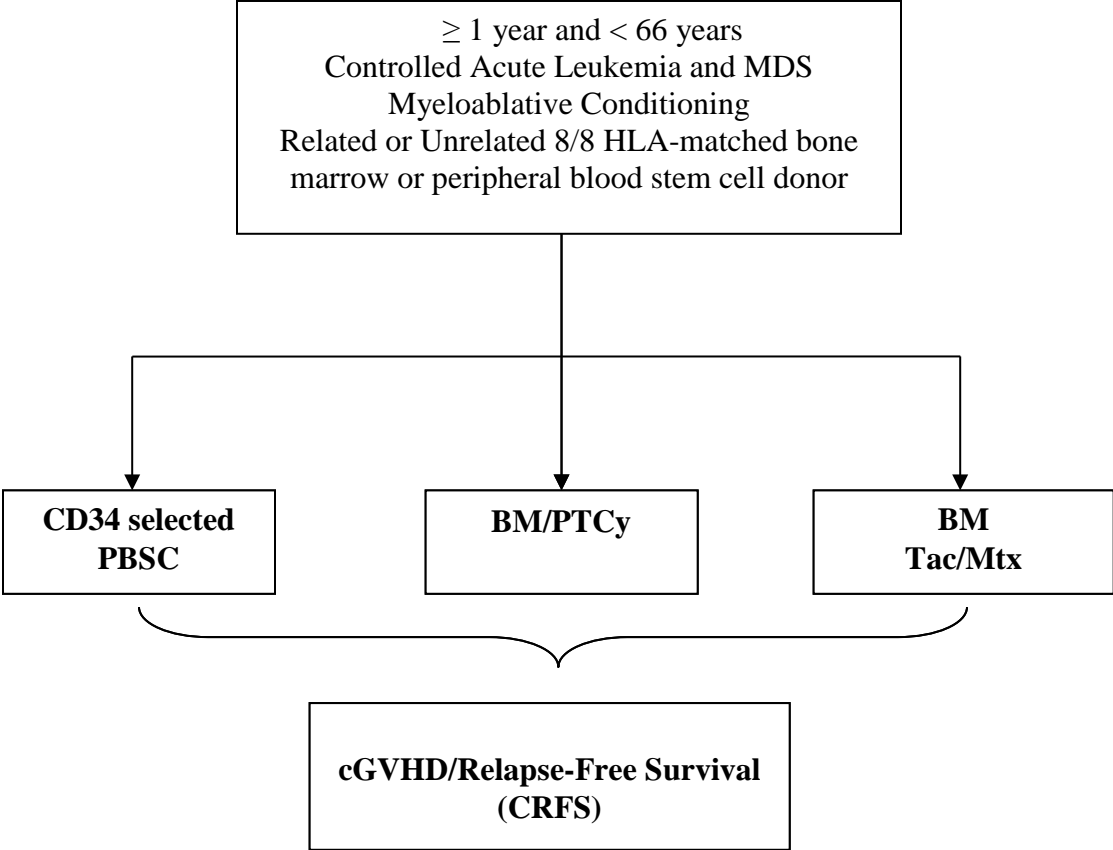 ≥ 1 year and < 66 years
Controlled Acute Leukemia and MDS
Myeloablative Conditioning
Related or Unrelated 8/8 HLA-matched bone
marrow or peripheral blood stem cell donor
CD34 selected
PBSC
BM/PTCy
BM
Tac/Mtx
cGVHD/Relapse-Free Survival
(CRFS)